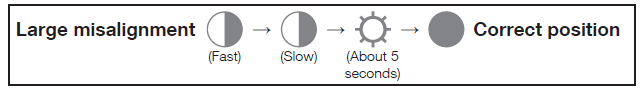 Large misalignment → → → Correct position
(Fast) (Slow) (About 5
seconds)